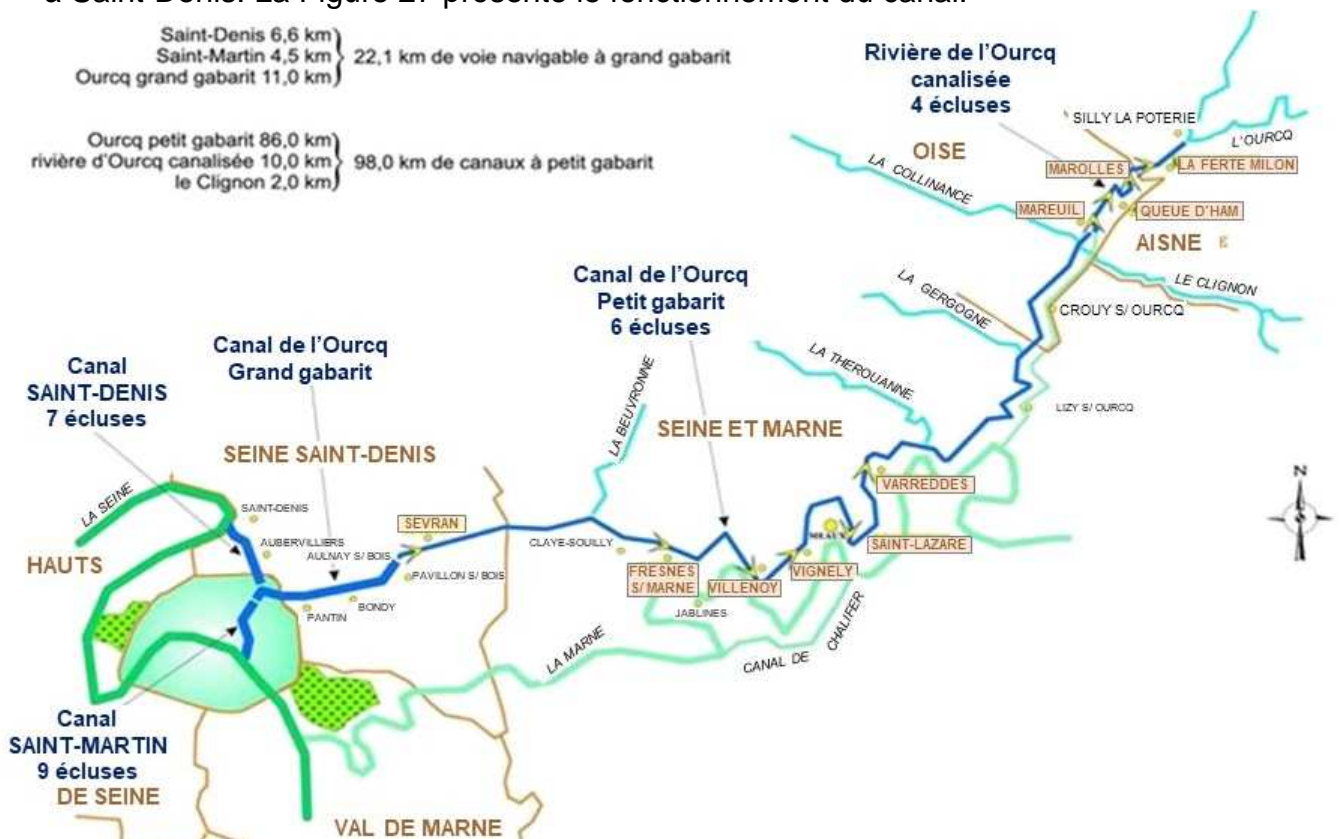 à Saint-Denis. La Figure 27 présente le fonctionnement du canal.
Saint-Denis 6,6 km
Saint-Martin 4,5 km
Ourcq grand gabarit 11,0 km
22,1 km de voie navigable à grand gabarit
Ourcq petit gabarit 86,0 km
rivière d'Ourcq canalisée 10,0 km
le Clignon 2,0 km
98,0 km de canaux à petit gabarit
Rivière de l'Ourcq
canalisée
4 écluses
SILLY LA POTERIE
L'OURCQ
OISE
LA COLLINANCE
MAROLLES
LA FERTE MILON
MAREUIL
QUEUE D'HAM
AISNE
LE CLIGNON
LA GERGOGNE
CROUY S/ OURCQ
Canal de l'Ourcq
Petit gabarit
6 écluses
LA THEROUANNE
LIZY S/ OURCQ
Canal de l'Ourcq
Grand gabarit
Canal
SAINT-DENIS
7 écluses
LA BEUVRONNE
SEINE ET MARNE
SEINE SAINT-DENIS
VARREDDES
N
LA SEINE
SAINT-DENIS
SEVRAN
AUBERVILLIERS
AULNAY S/ BOIS
CLAYE-SOUILLY
MEAUX
SAINT-LAZARE
HAUTS
PAVILLON S/ BOIS
FRESNES
S/ MARNE
VILLENOY
VIGNELY
BONDY
PANTIN
JABLINES
LA MARNE
CANAL DE
CHALIFER
Canal
SAINT-MARTIN
9 écluses
DE SEINE
VAL DE MARNE